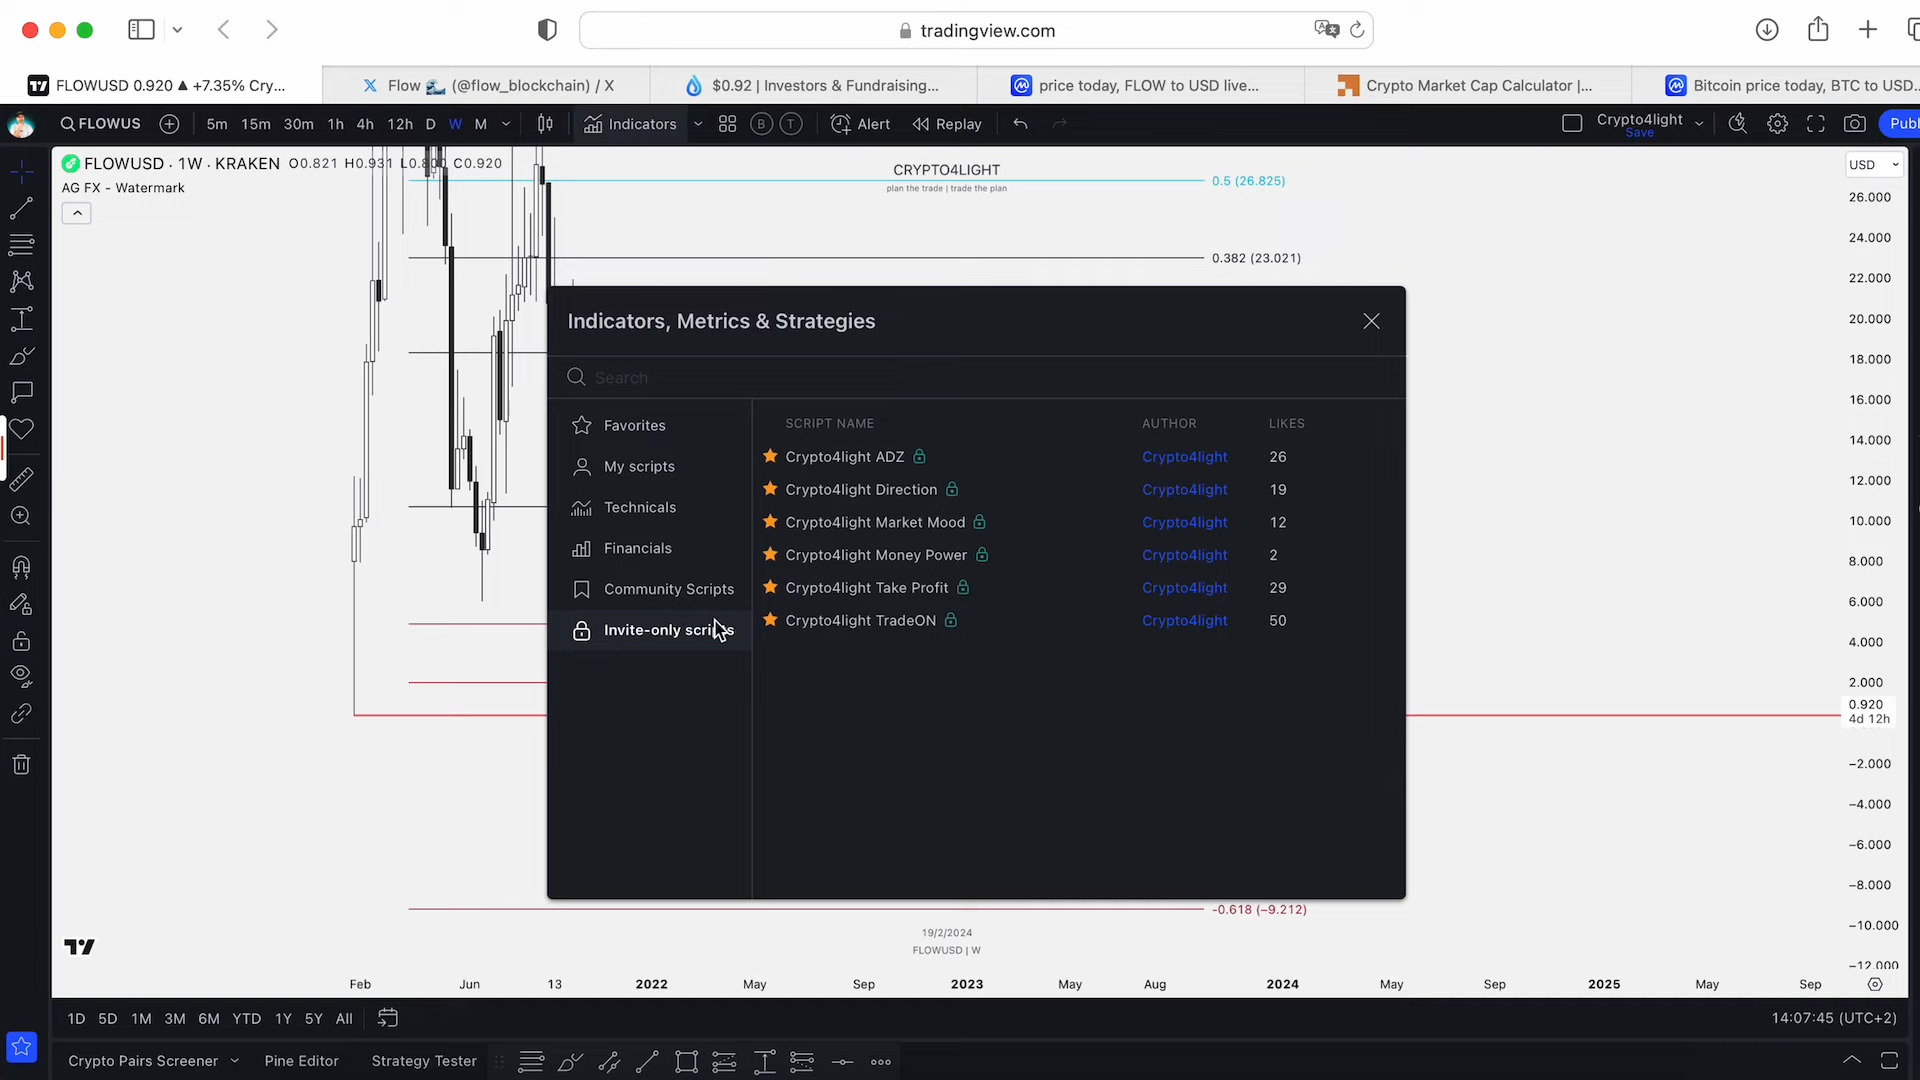 tradingview.com
FLOWUSD 0.920 ▲ +7.35% Cry...
Flow 🌊 (@flow_blockchain) / X
$0.92 | Investors & Fundraising...
price today, FLOW to USD live...
Crypto Market Cap Calculator |...
Bitcoin price today, BTC to USD...
FLOWUS
5m 15m 30m 1h 4h 12h D W M
Indicators
B T
Alert
Replay
Crypto4light
Save
Publ
FLOWUSD · 1W · KRAKEN O0.821 H0.931 L0.800 C0.920
AG FX - Watermark
CRYPTO4LIGHT
plan the trade | trade the plan
0.5 (26.825)
0.382 (23.021)
USD
26.000
24.000
22.000
20.000
18.000
16.000
14.000
12.000
10.000
8.000
6.000
4.000
2.000
0.920
4d 12h
−2.000
−4.000
−6.000
−8.000
−10.000
−12.000
Indicators, Metrics & Strategies
Search
Favorites
My scripts
Technicals
Financials
Community Scripts
Invite-only scripts
SCRIPT NAME AUTHOR LIKES
Crypto4light ADZ Crypto4light 26
Crypto4light Direction Crypto4light 19
Crypto4light Market Mood Crypto4light 12
Crypto4light Money Power Crypto4light 2
Crypto4light Take Profit Crypto4light 29
Crypto4light TradeON Crypto4light 50
-0.618 (−9.212)
19/2/2024
FLOWUSD | W
Feb Jun 13 2022 May Sep 2023 May Aug 2024 May Sep 2025 May Sep
1D 5D 1M 3M 6M YTD 1Y 5Y All
14:07:45 (UTC+2)
Crypto Pairs Screener
Pine Editor
Strategy Tester